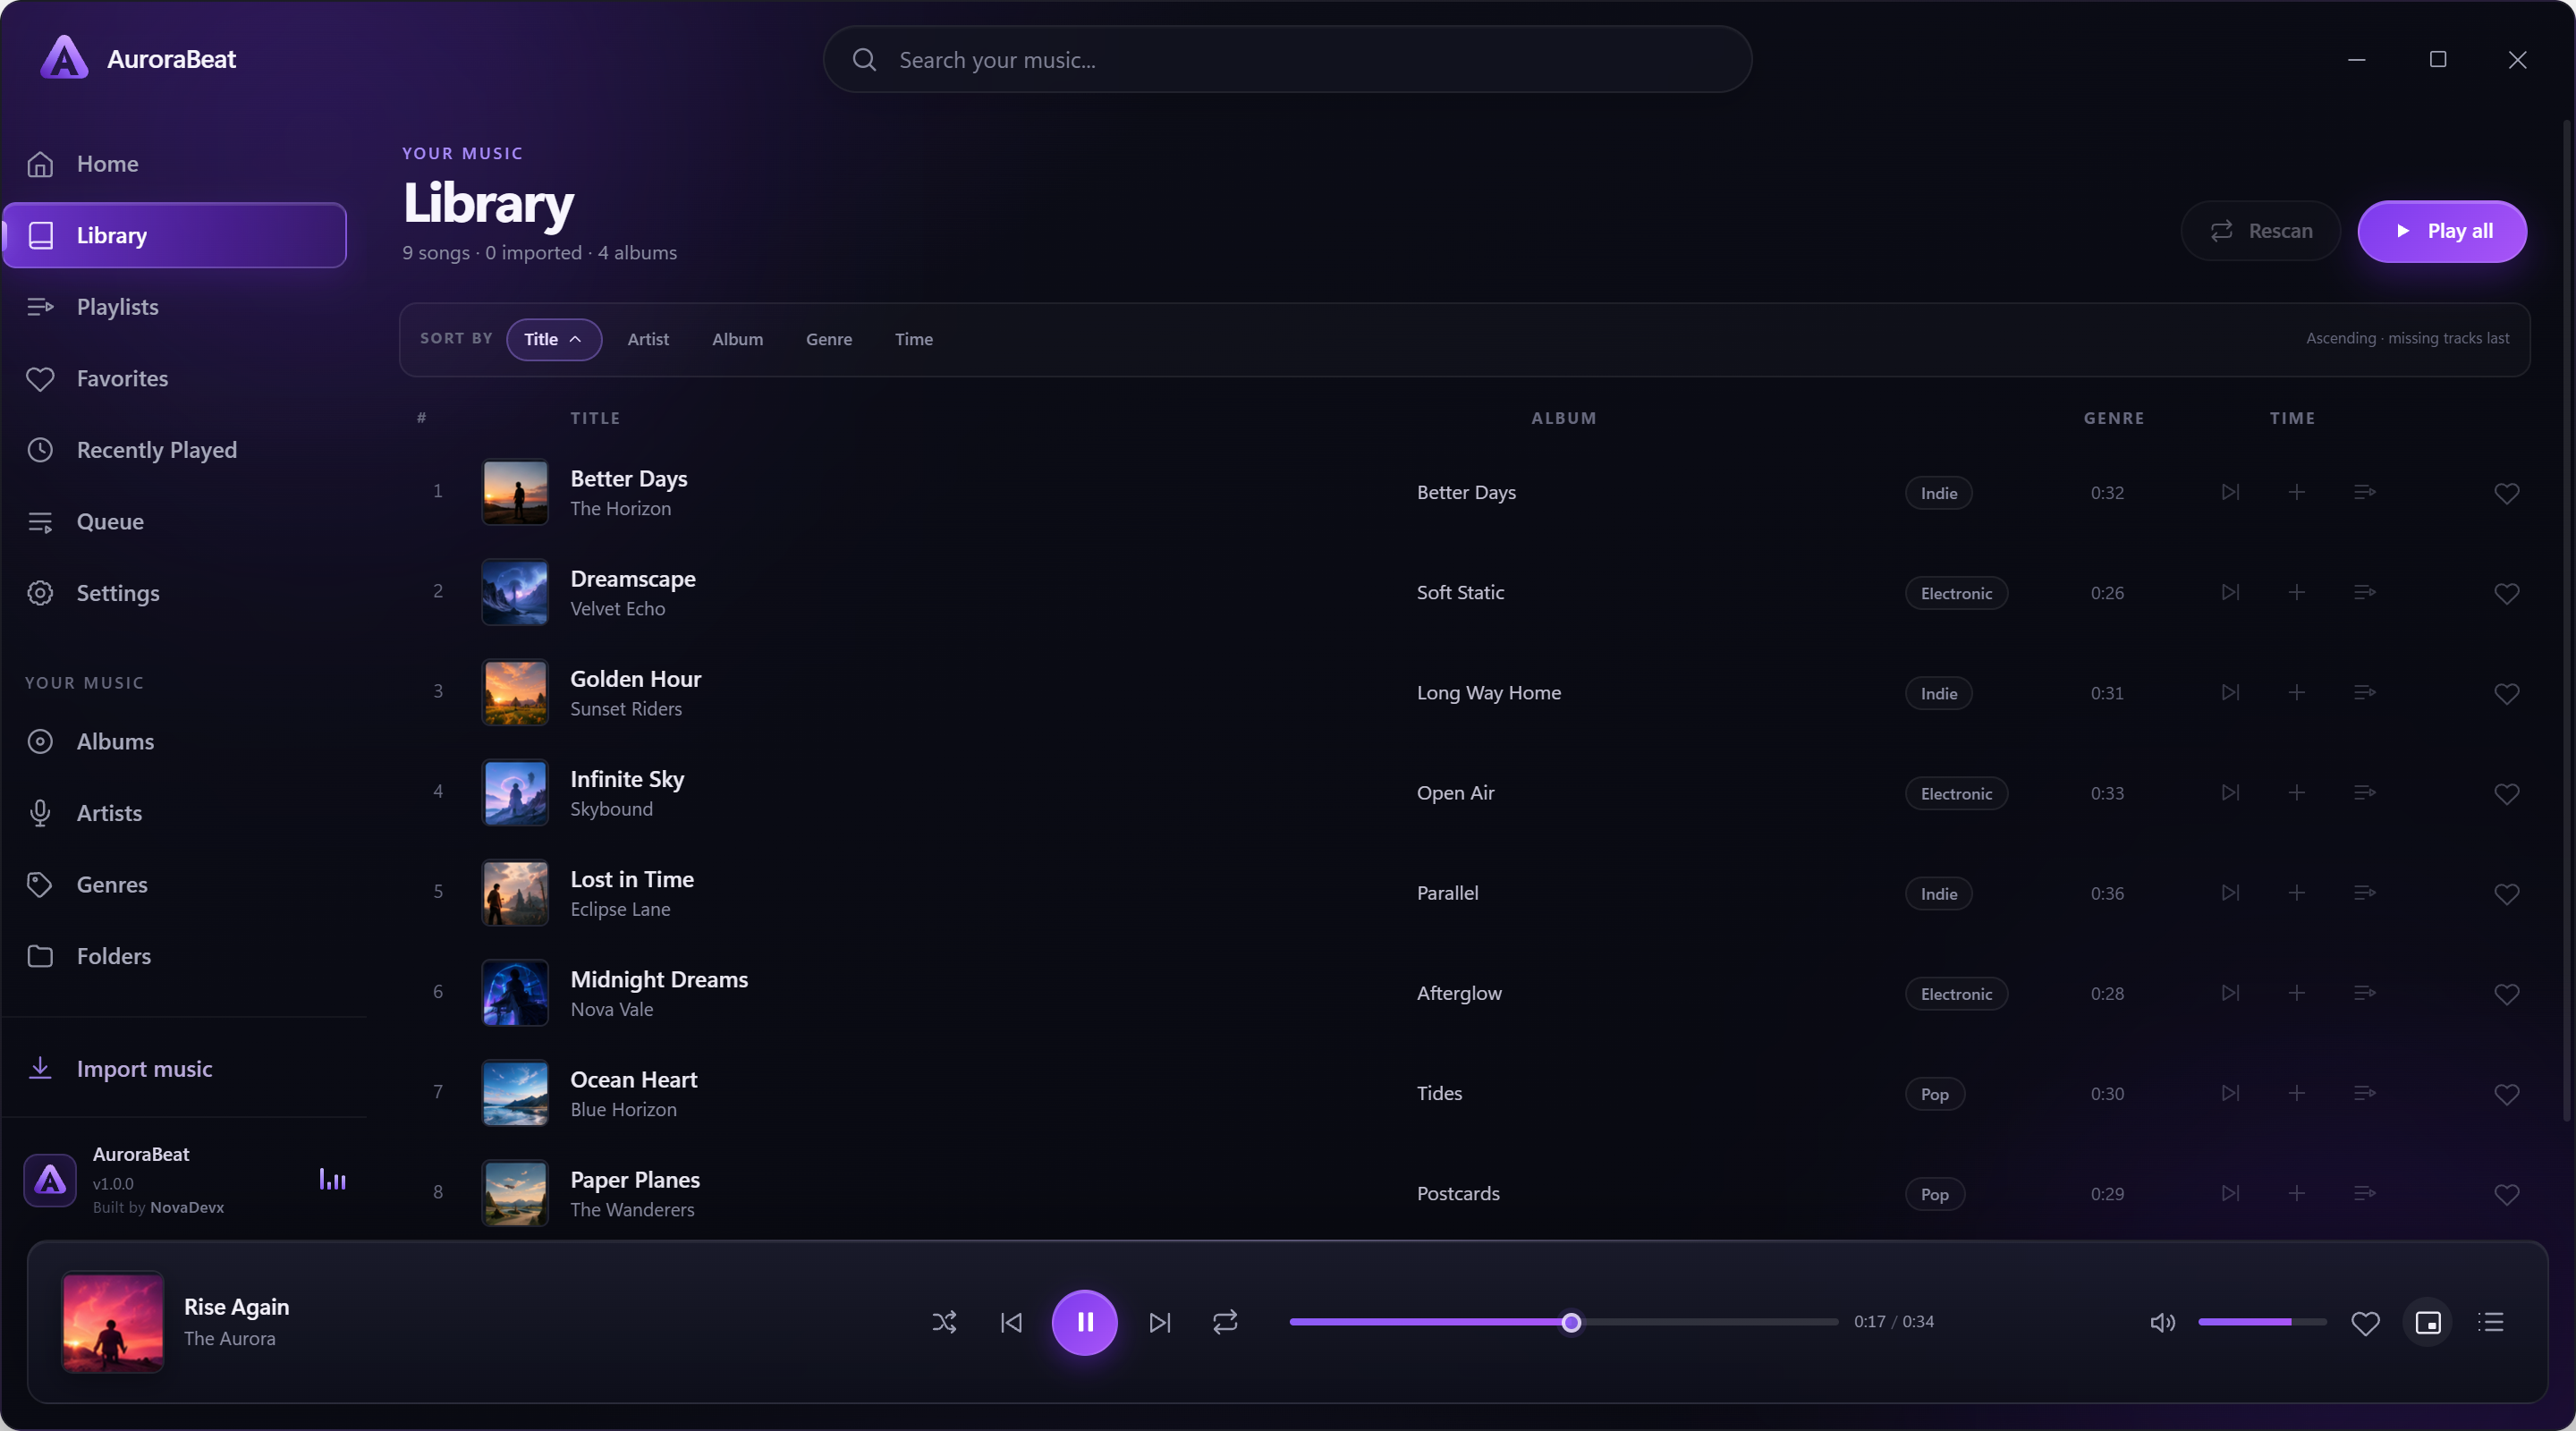 AuroraBeat
Search your music...
Home
Library
Playlists
Favorites
Recently Played
Queue
Settings
YOUR MUSIC
Albums
Artists
Genres
Folders
Import music
AuroraBeat
v1.0.0
Built by NovaDevx
YOUR MUSIC
Library
9 songs · 0 imported · 4 albums
Rescan
Play all
SORT BY Title Artist Album Genre Time
Ascending · missing tracks last
# TITLE ALBUM GENRE TIME
1 Better Days Better Days Indie 0:32
The Horizon
2 Dreamscape Soft Static Electronic 0:26
Velvet Echo
3 Golden Hour Long Way Home Indie 0:31
Sunset Riders
4 Infinite Sky Open Air Electronic 0:33
Skybound
5 Lost in Time Parallel Indie 0:36
Eclipse Lane
6 Midnight Dreams Afterglow Electronic 0:28
Nova Vale
7 Ocean Heart Tides Pop 0:30
Blue Horizon
8 Paper Planes Postcards Pop 0:29
The Wanderers
Rise Again
The Aurora
0:17 / 0:34